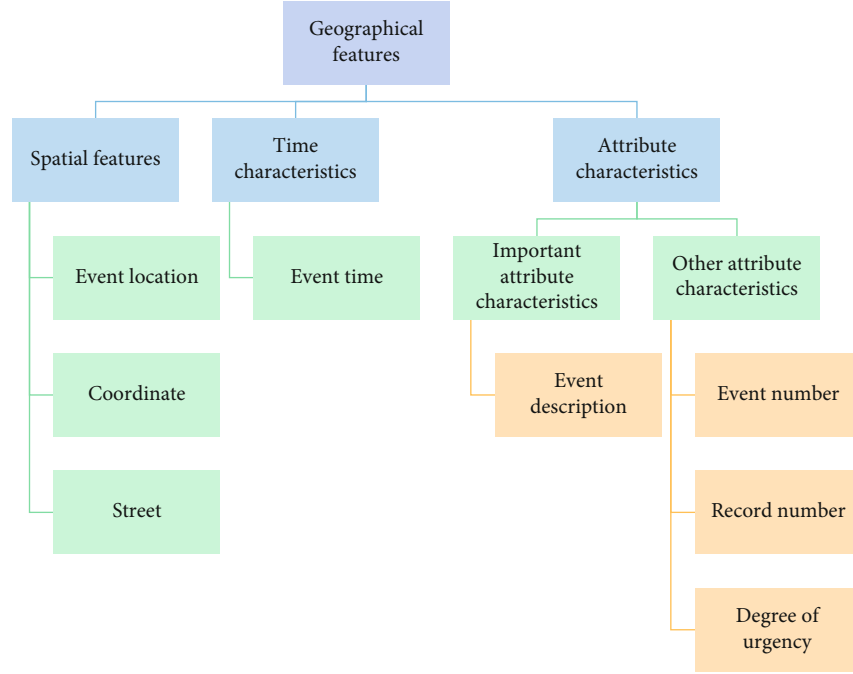 Geographical
features
Spatial features
Time
characteristics
Attribute
characteristics
Event location
Event time
Important
attribute
characteristics
Other attribute
characteristics
Coordinate
Event
description
Event number
Street
Record number
Degree of
urgency